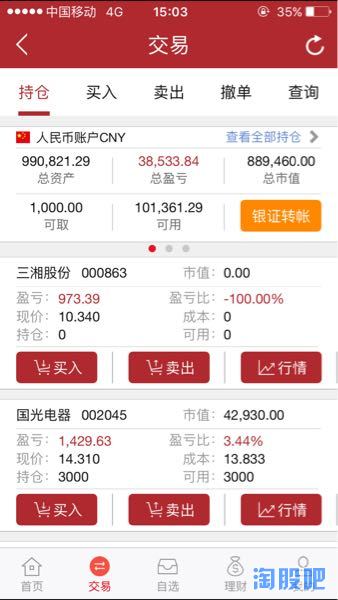 中国移动 4G 15:03 35%
交易
持仓 买入 卖出 撤单 查询
人民币账户CNY 查看全部持仓
990,821.29 38,533.84 889,460.00
总资产 总盈亏 总市值
1,000.00 101,361.29 银证转帐
可取 可用
三湘股份 000863 市值: 0.00
盈亏: 973.39 盈亏比: -100.00%
现价: 10.340 成本: 0
持仓: 0 可用: 0
买入 卖出 行情
国光电器 002045 市值: 42,930.00
盈亏: 1,429.63 盈亏比: 3.44%
现价: 14.310 成本: 13.833
持仓: 3000 可用: 3000
买入 卖出 行情
首页 交易 自选 理财
淘股吧